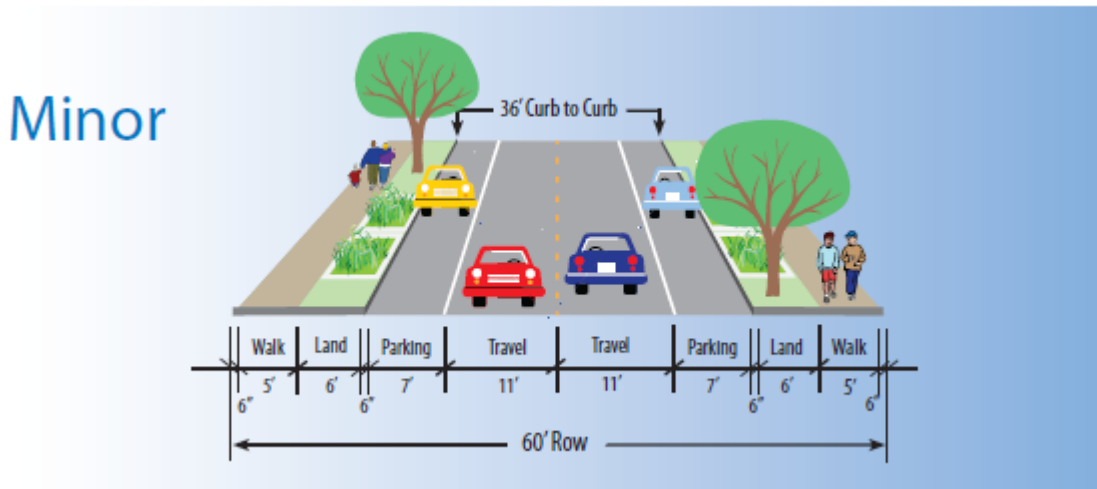 Minor
36' Curb to Curb
Walk Land Parking Travel Travel Parking Land Walk
5' 6' 7' 11' 11' 7' 6' 5'
6" 6" 6" 6"
60' Row